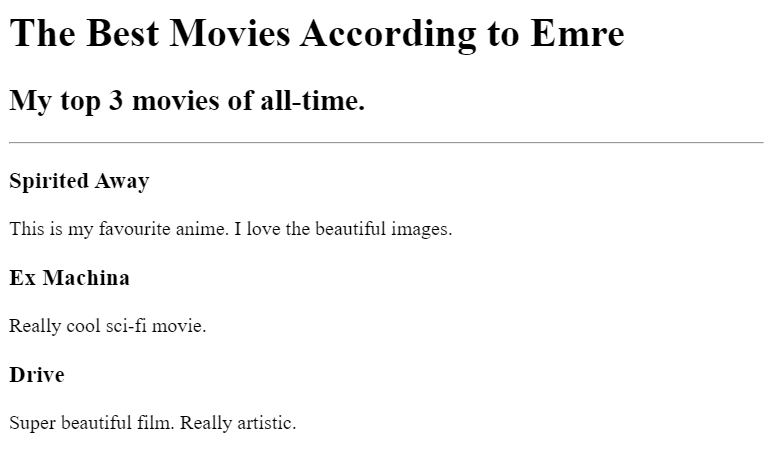 The Best Movies According to Emre
My top 3 movies of all-time.
Spirited Away
This is my favourite anime. I love the beautiful images.
Ex Machina
Really cool sci-fi movie.
Drive
Super beautiful film. Really artistic.